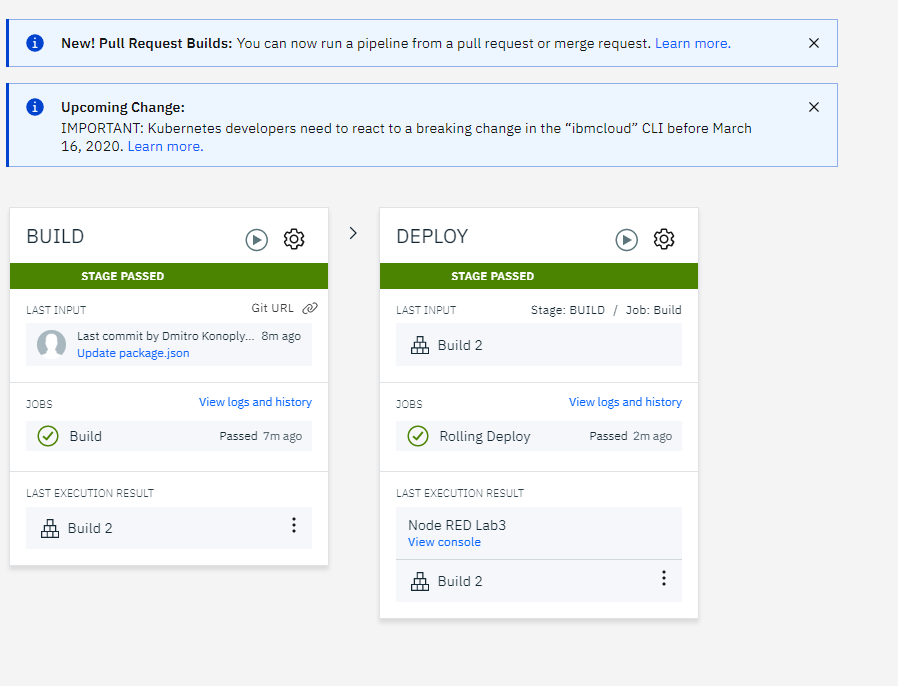 New! Pull Request Builds: You can now run a pipeline from a pull request or merge request. Learn more.
Upcoming Change:
IMPORTANT: Kubernetes developers need to react to a breaking change in the “ibmcloud” CLI before March
16, 2020. Learn more.
BUILD
STAGE PASSED
LAST INPUT Git URL
Last commit by Dmitro Konoply... 8m ago
Update package.json
JOBS View logs and history
Build Passed 7m ago
LAST EXECUTION RESULT
Build 2
DEPLOY
STAGE PASSED
LAST INPUT Stage: BUILD / Job: Build
Build 2
JOBS View logs and history
Rolling Deploy Passed 2m ago
LAST EXECUTION RESULT
Node RED Lab3
View console
Build 2